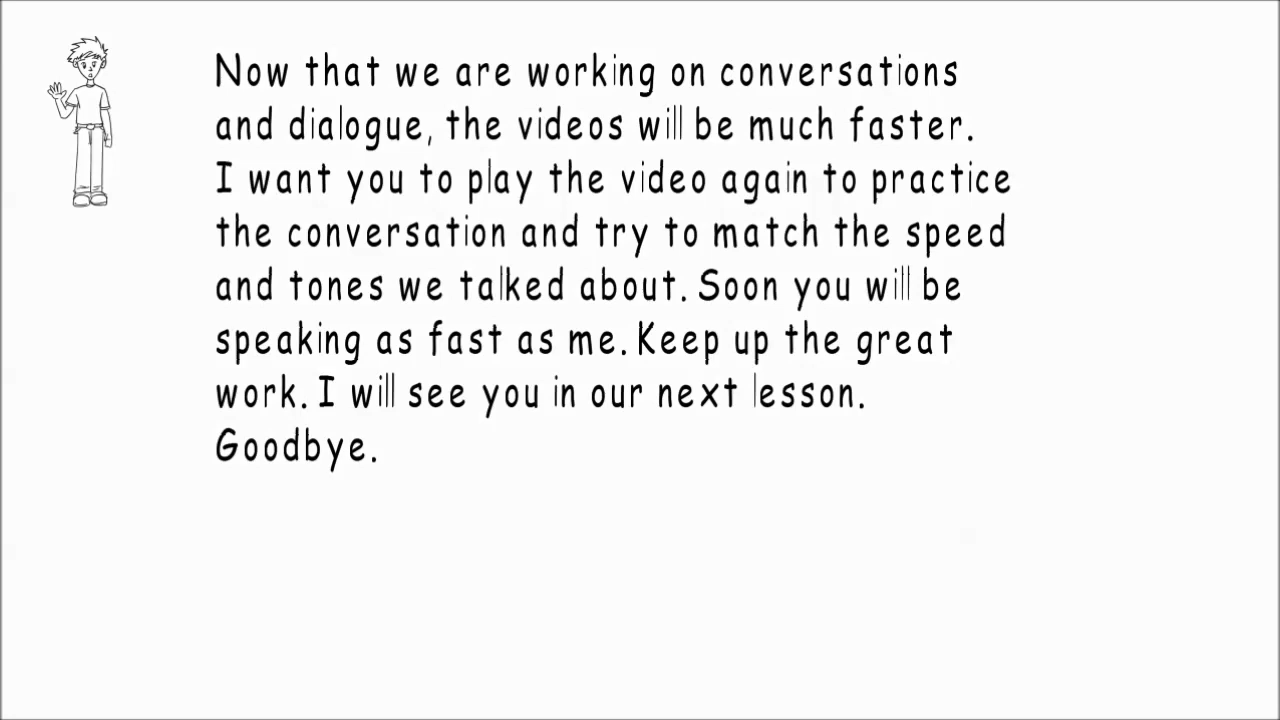 Now that we are working on conversations
and dialogue, the videos will be much faster.
I want you to play the video again to practice
the conversation and try to match the speed
and tones we talked about. Soon you will be
speaking as fast as me. Keep up the great
work. I will see you in our next lesson.
Goodbye.